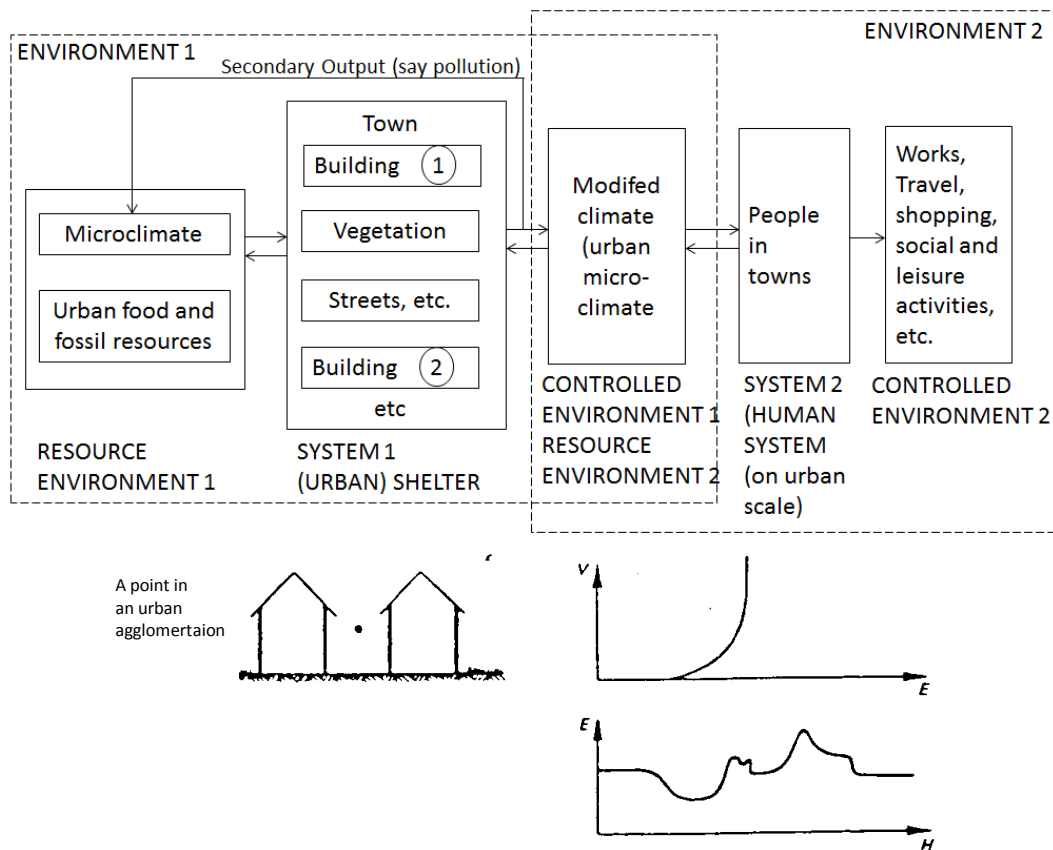 ENVIRONMENT 2
ENVIRONMENT 1
Secondary Output (say pollution)
Microclimate
Urban food and
fossil resources
RESOURCE
ENVIRONMENT 1
Town
Building 1
Vegetation
Streets, etc.
Building 2
etc
SYSTEM 1
(URBAN) SHELTER
Modifed
climate
(urban
micro-
climate
CONTROLLED
ENVIRONMENT 1
RESOURCE
ENVIRONMENT 2
People
in
towns
SYSTEM 2
(HUMAN
SYSTEM
(on urban
scale)
Works,
Travel,
shopping,
social and
leisure
activities,
etc.
CONTROLLED
ENVIRONMENT 2
A point in
an urban
agglomertaion
V
E
E
H